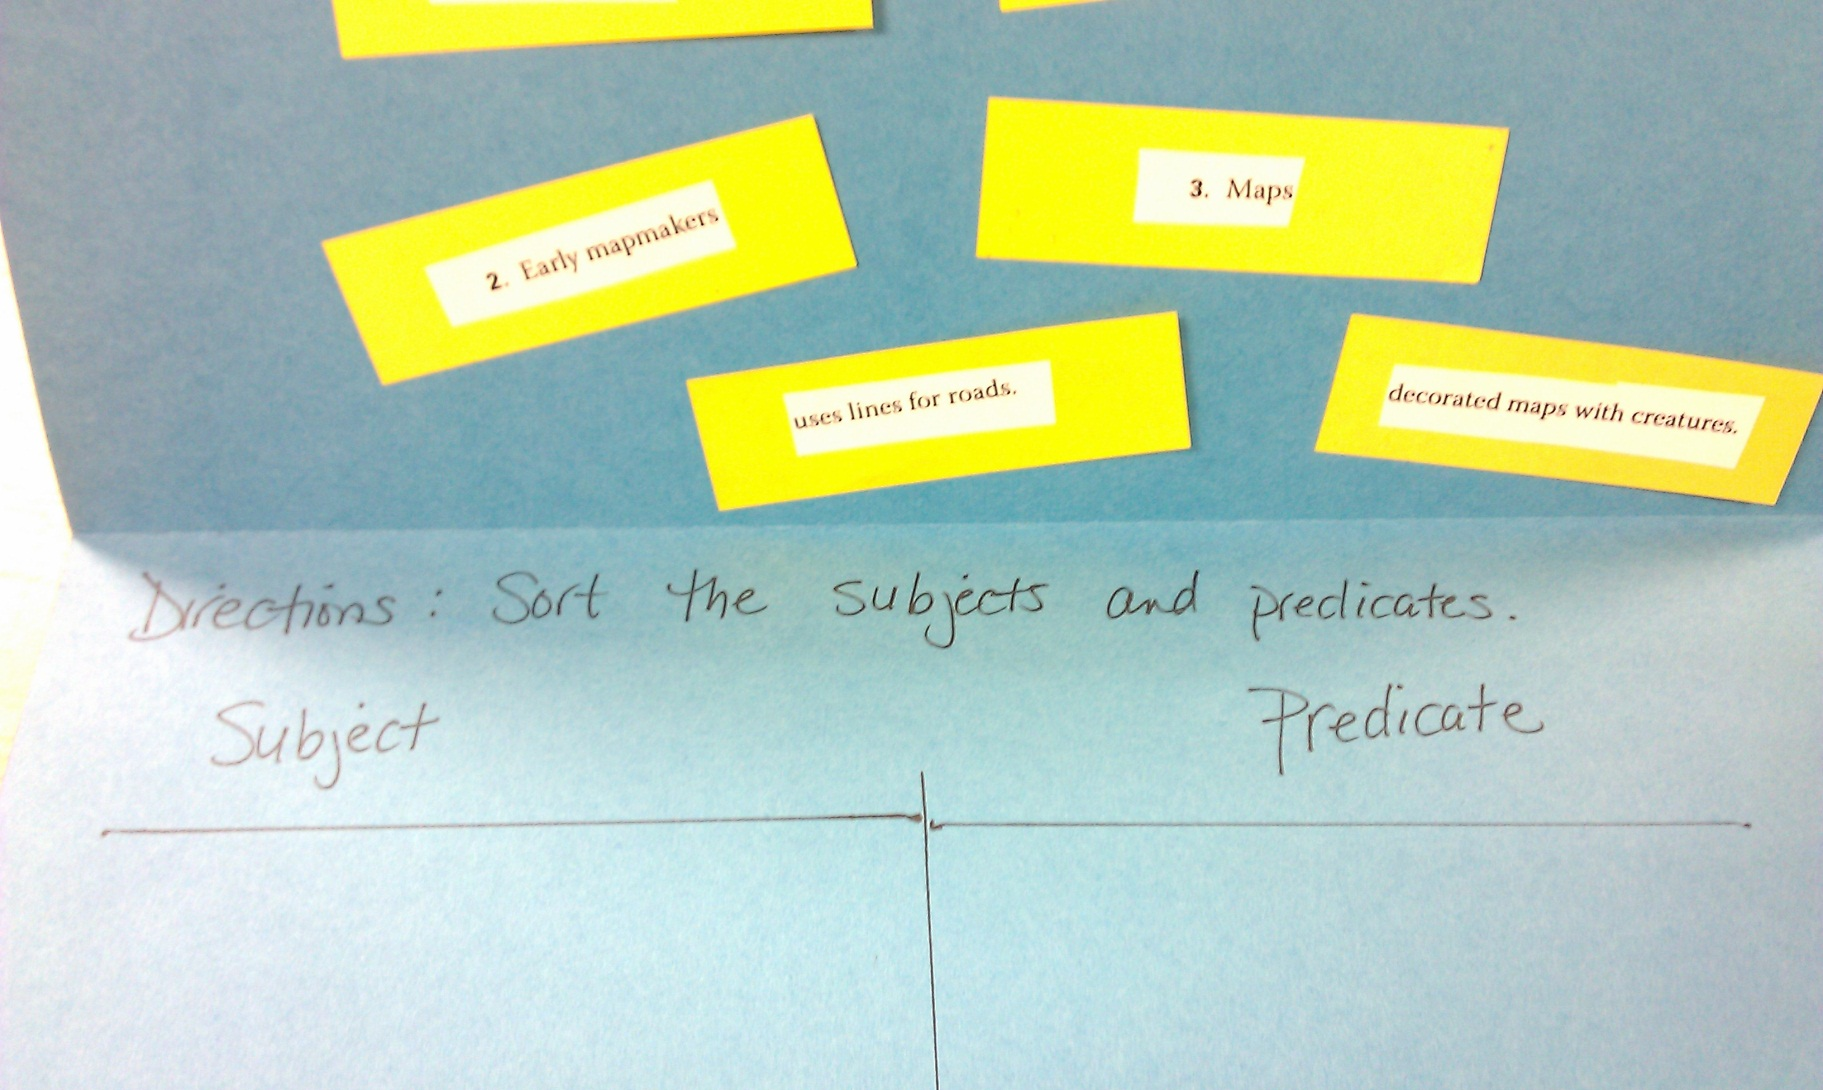 2. Early mapmakers
3. Maps
uses lines for roads.
decorated maps with creatures.
Directions: Sort the subjects and predicates.
Subject
Predicate